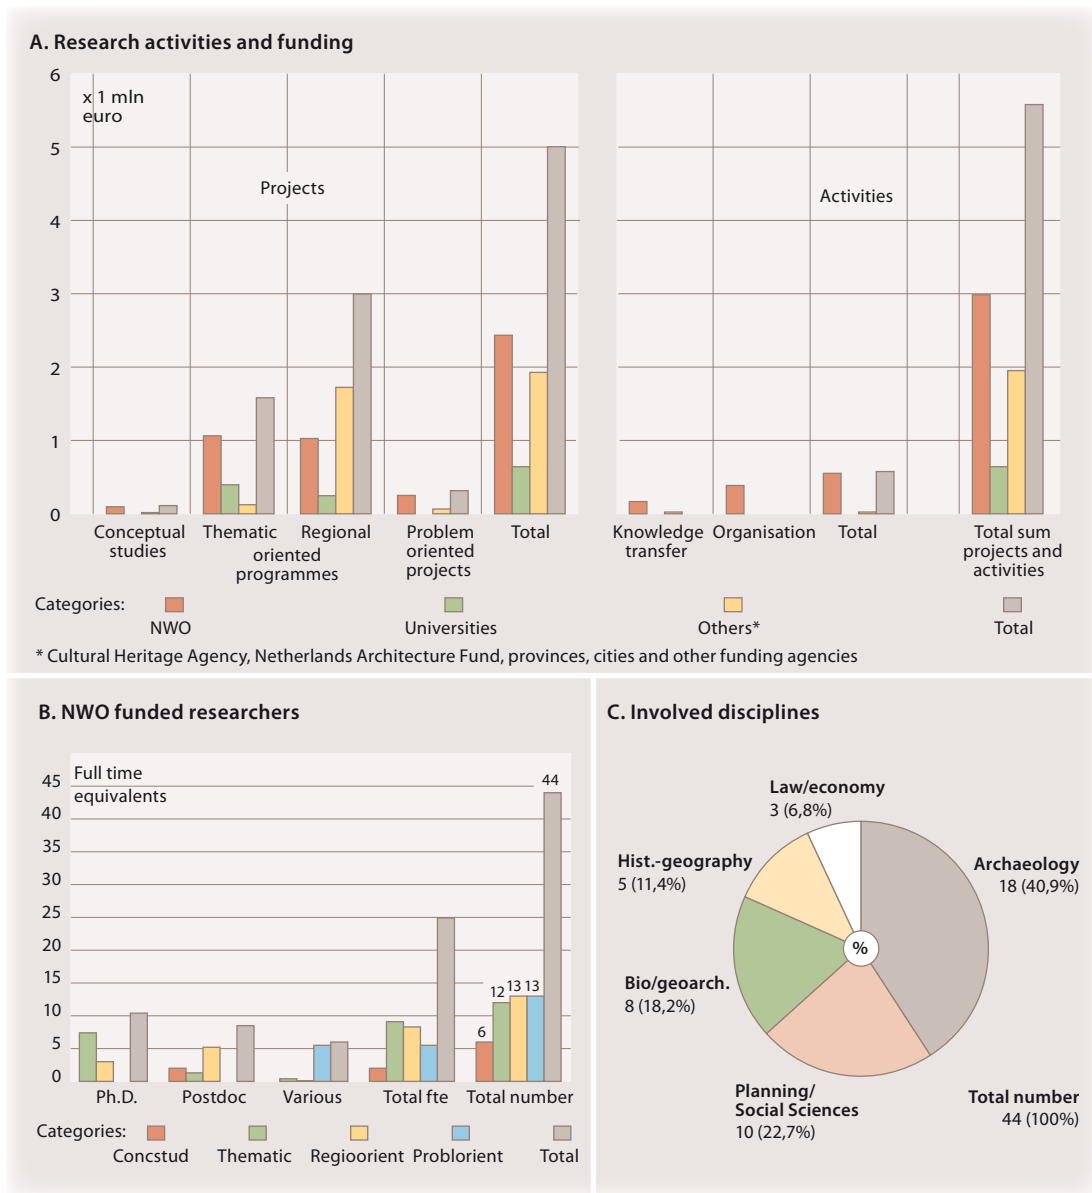 A. Research activities and funding
6
5
4
3
2
1
0
x 1 mln
euro
Projects
Activities
Conceptual
studies
Thematic
Regional
oriented
programmes
Problem
oriented
projects
Total
Knowledge
transfer
Organisation
Total
Total sum
projects and
activities
Categories:
NWO
Universities
Others*
Total
* Cultural Heritage Agency, Netherlands Architecture Fund, provinces, cities and other funding agencies
B. NWO funded researchers
Full time
equivalents
45
40
35
30
25
20
15
10
5
0
6
12
13
13
44
Ph.D.
Postdoc
Various
Total fte
Total number
Categories:
Concstud
Thematic
Regioorient
Problorient
Total
C. Involved disciplines
Law/economy
3 (6,8%)
Hist.-geography
5 (11,4%)
Archaeology
18 (40,9%)
%
Bio/geoarch.
8 (18,2%)
Planning/
Social Sciences
10 (22,7%)
Total number
44 (100%)